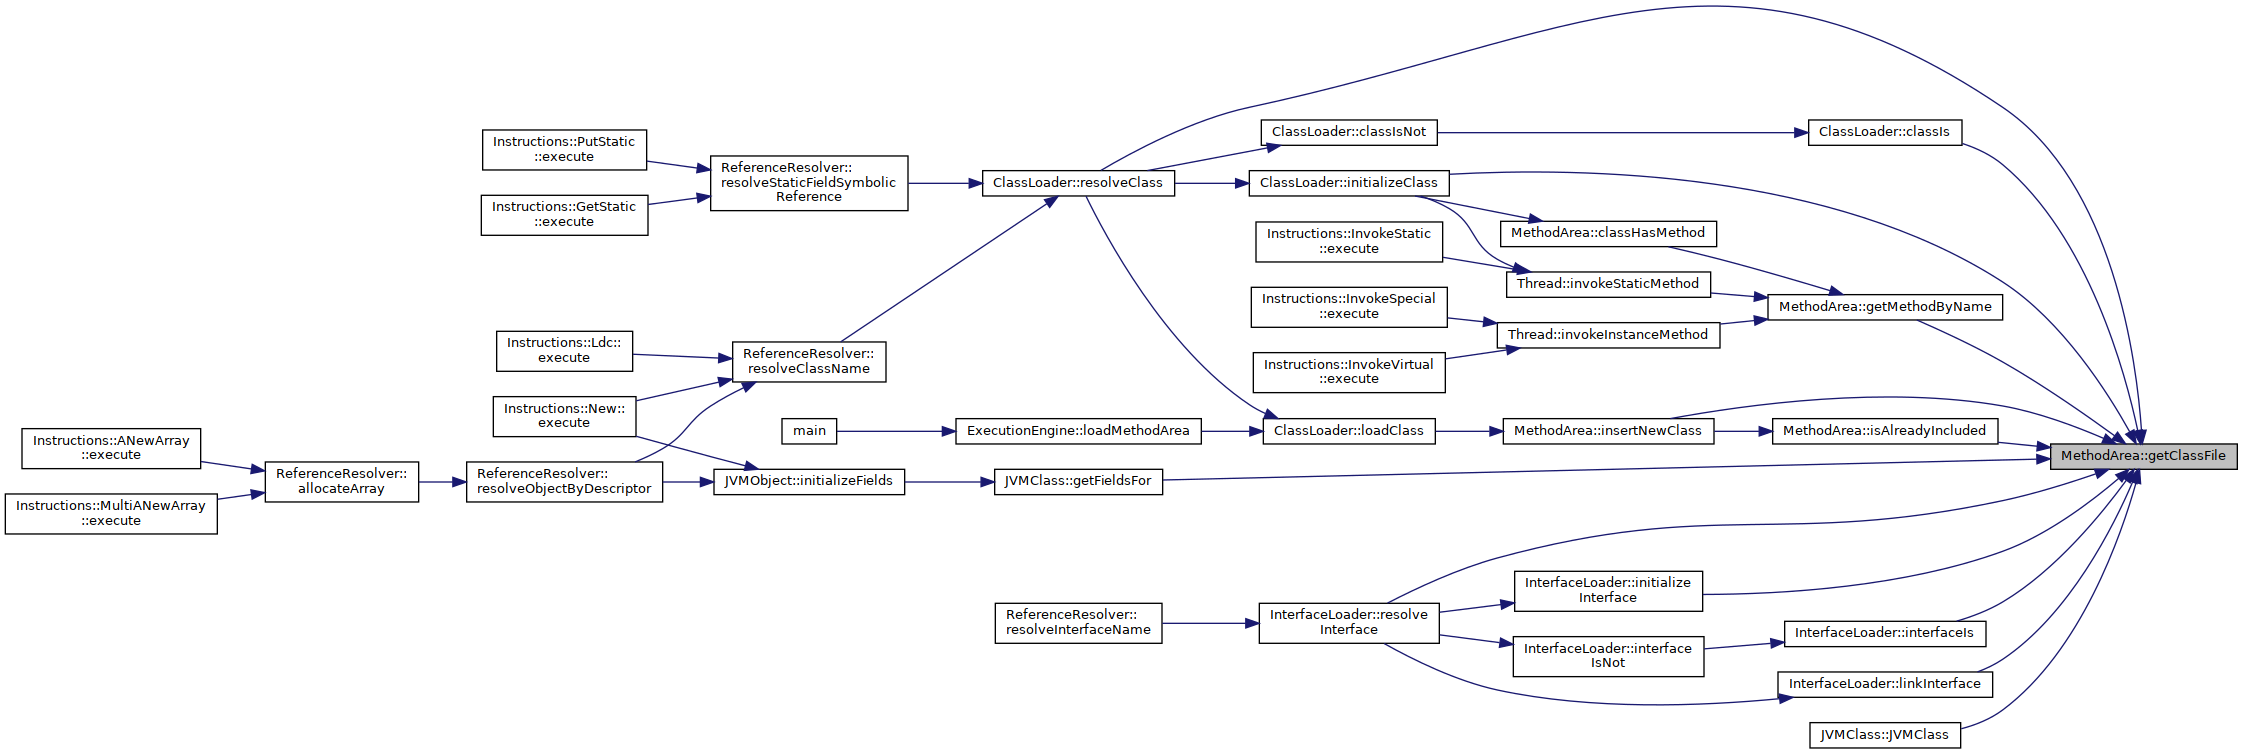 Instructions::ANewArray
::execute
Instructions::MultiANewArray
::execute
ReferenceResolver::
allocateArray
Instructions::PutStatic
::execute
Instructions::GetStatic
::execute
Instructions::Ldc::
execute
Instructions::New::
execute
ReferenceResolver::
resolveObjectByDescriptor
ReferenceResolver::
resolveStaticFieldSymbolic
Reference
ReferenceResolver::
resolveClassName
main
JVMObject::initializeFields
ClassLoader::resolveClass
ExecutionEngine::loadMethodArea
JVMClass::getFieldsFor
ReferenceResolver::
resolveInterfaceName
ClassLoader::classIsNot
ClassLoader::initializeClass
Instructions::InvokeStatic
::execute
Instructions::InvokeSpecial
::execute
Instructions::InvokeVirtual
::execute
ClassLoader::loadClass
InterfaceLoader::resolve
Interface
MethodArea::classHasMethod
Thread::invokeStaticMethod
Thread::invokeInstanceMethod
MethodArea::insertNewClass
InterfaceLoader::initialize
Interface
InterfaceLoader::interface
IsNot
ClassLoader::classIs
MethodArea::getMethodByName
MethodArea::isAlreadyIncluded
InterfaceLoader::interfaceIs
InterfaceLoader::linkInterface
JVMClass::JVMClass
MethodArea::getClassFile